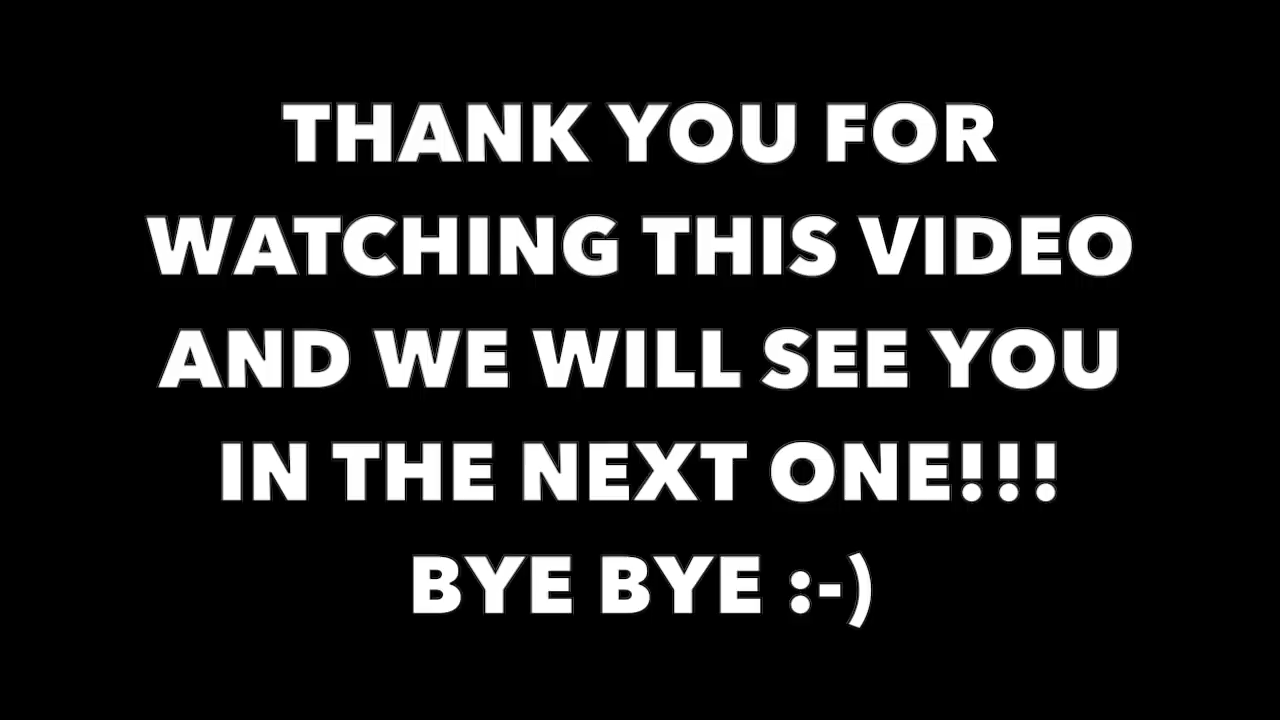 THANK YOU FOR
WATCHING THIS VIDEO
AND WE WILL SEE YOU
IN THE NEXT ONE!!!
BYE BYE :-)